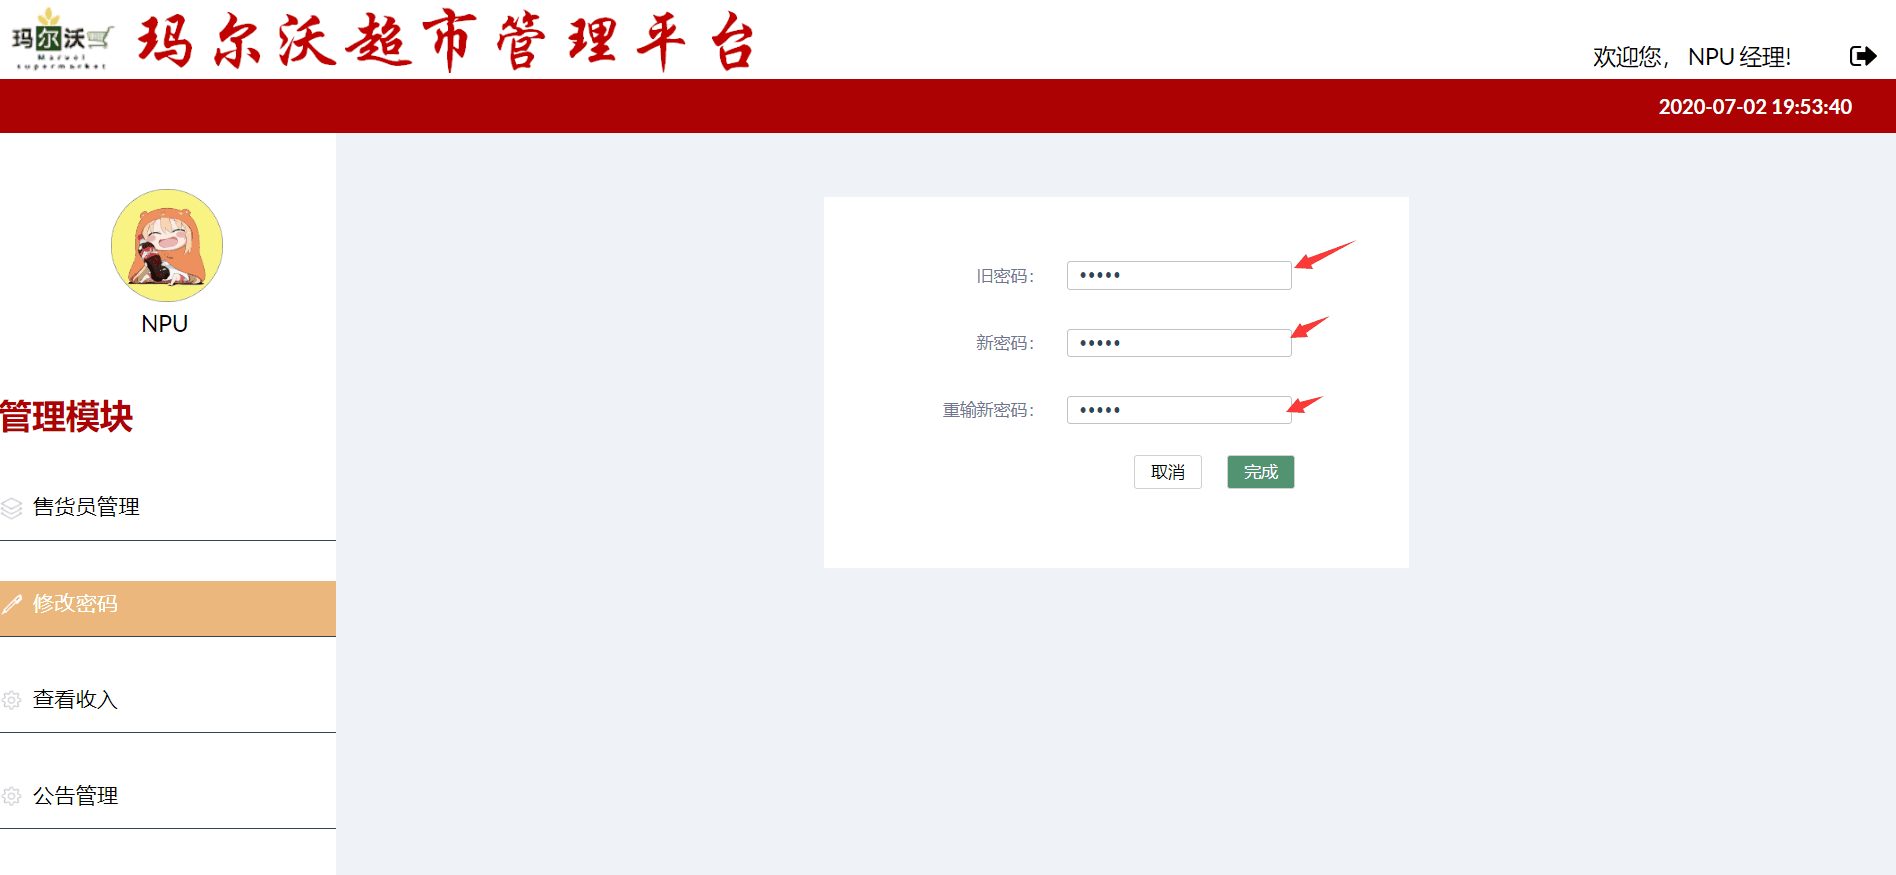 玛尔沃
Marvel
supermarket
玛尔沃超市管理平台
欢迎您， NPU 经理!
2020-07-02 19:53:40
NPU
管理模块
售货员管理
修改密码
查看收入
公告管理
旧密码：
•••••
新密码：
•••••
重输新密码：
•••••
取消
完成